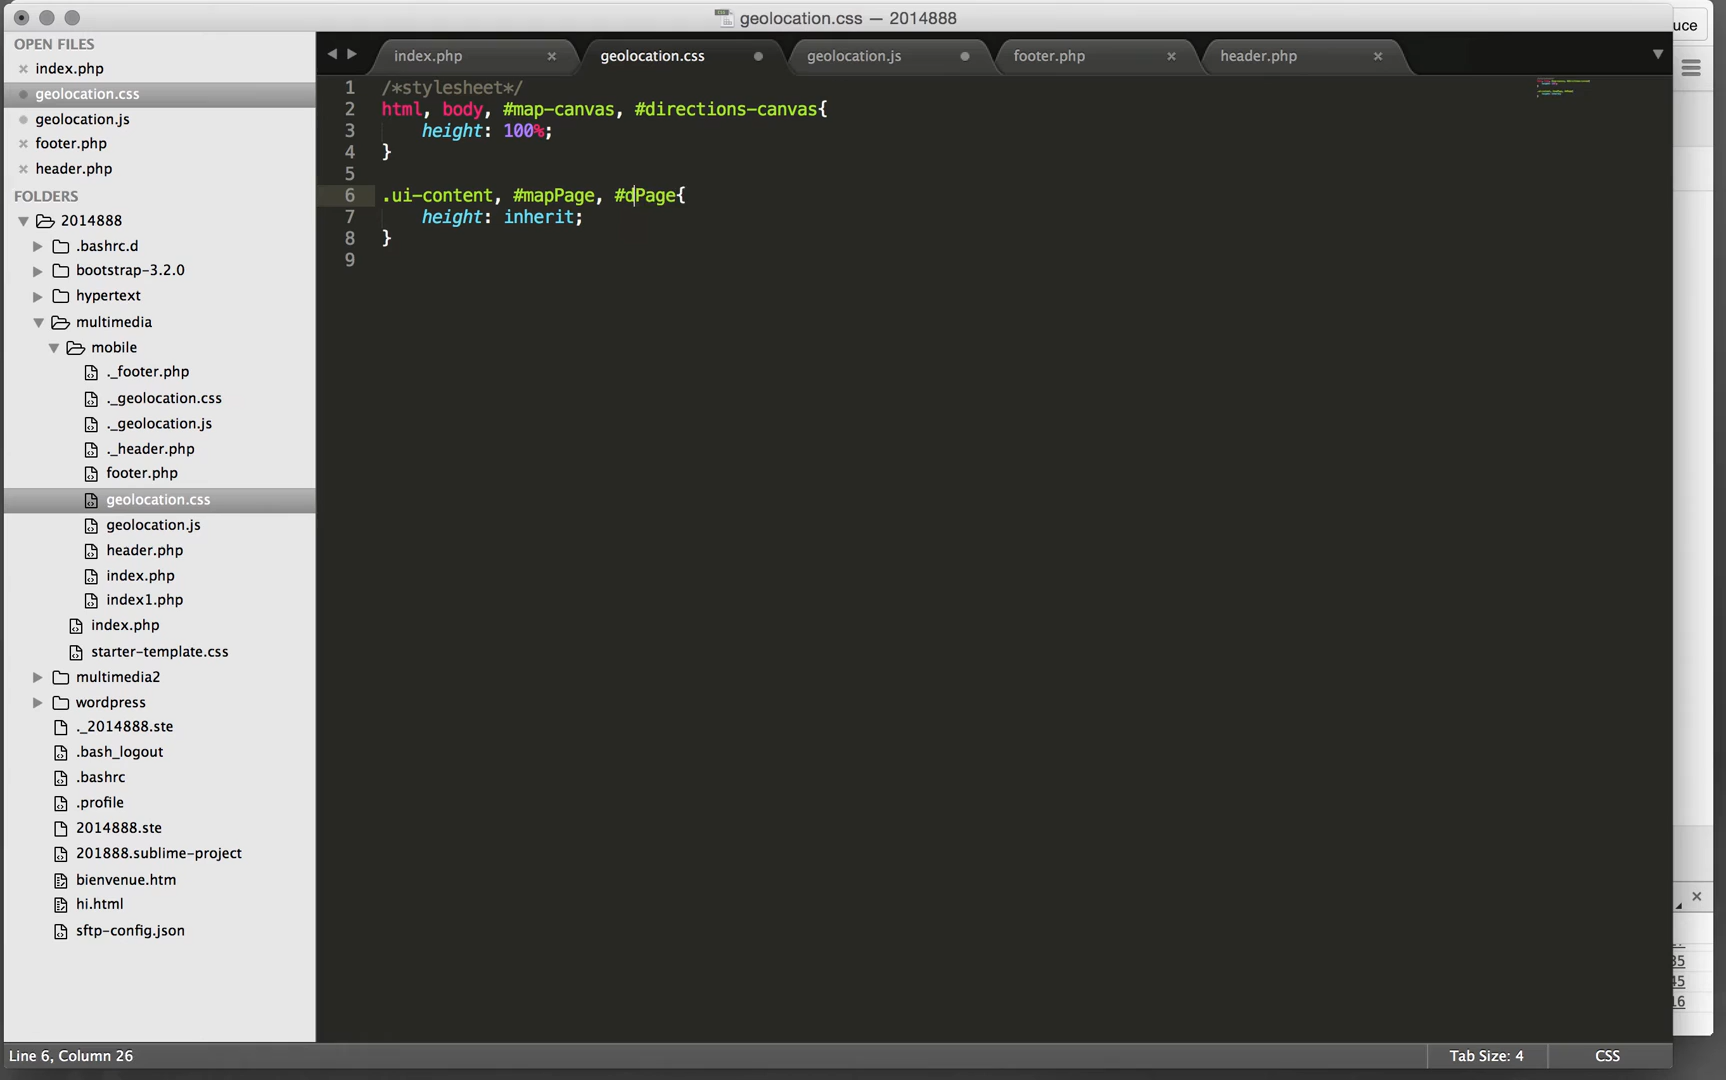 geolocation.css — 2014888
uce
OPEN FILES
index.php
geolocation.css
geolocation.js
footer.php
header.php
FOLDERS
2014888
.bashrc.d
bootstrap-3.2.0
hypertext
multimedia
mobile
._footer.php
._geolocation.css
._geolocation.js
._header.php
footer.php
geolocation.css
geolocation.js
header.php
index.php
index1.php
index.php
starter-template.css
multimedia2
wordpress
._2014888.ste
.bash_logout
.bashrc
.profile
2014888.ste
201888.sublime-project
bienvenue.htm
hi.html
sftp-config.json
index.php geolocation.css geolocation.js footer.php header.php
1 /*stylesheet*/
2 html, body, #map-canvas, #directions-canvas{
3 height: 100%;
4 }
5
6 .ui-content, #mapPage, #dPage{
7 height: inherit;
8 }
9
35
45
16
Line 6, Column 26 Tab Size: 4 CSS